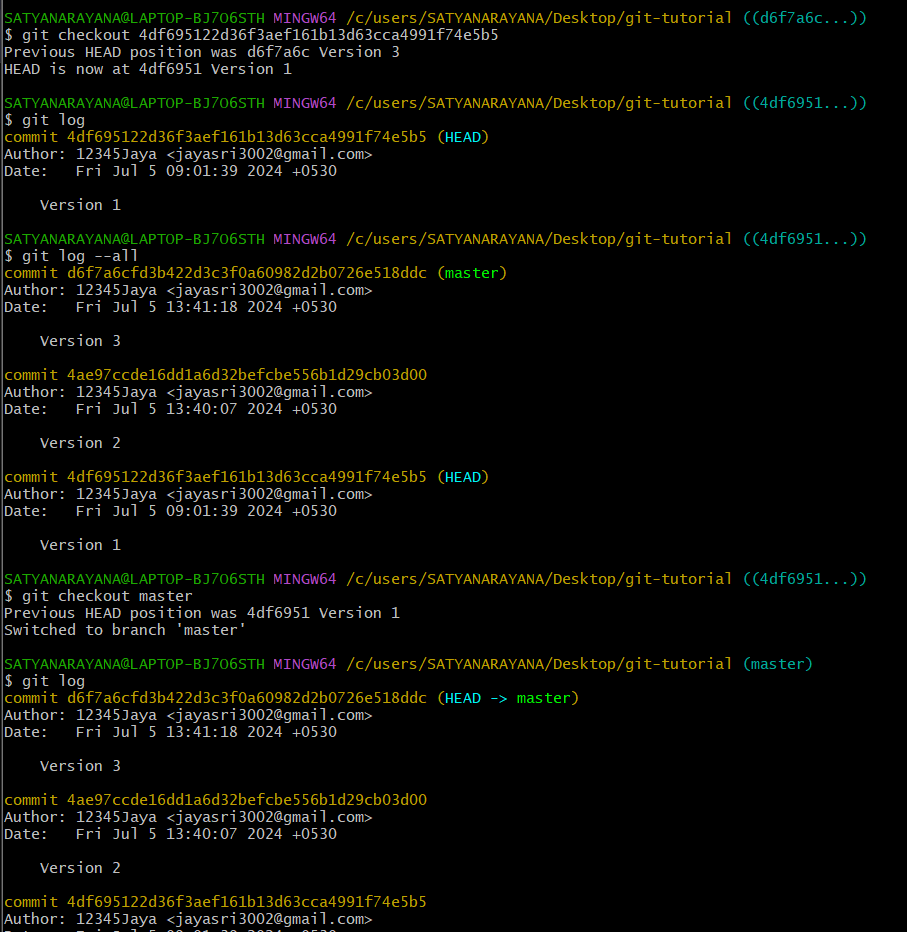 SATYANARAYANA@LAPTOP-BJ7O6STH MINGW64 /c/users/SATYANARAYANA/Desktop/git-tutorial ((d6f7a6c...))
$ git checkout 4df695122d36f3aef161b13d63cca4991f74e5b5
Previous HEAD position was d6f7a6c Version 3
HEAD is now at 4df6951 Version 1
SATYANARAYANA@LAPTOP-BJ7O6STH MINGW64 /c/users/SATYANARAYANA/Desktop/git-tutorial ((4df6951...))
$ git log
commit 4df695122d36f3aef161b13d63cca4991f74e5b5 (HEAD)
Author: 12345Jaya <jayasri3002@gmail.com>
Date:   Fri Jul 5 09:01:39 2024 +0530
    Version 1
SATYANARAYANA@LAPTOP-BJ7O6STH MINGW64 /c/users/SATYANARAYANA/Desktop/git-tutorial ((4df6951...))
$ git log --all
commit d6f7a6cfd3b422d3c3f0a60982d2b0726e518ddc (master)
Author: 12345Jaya <jayasri3002@gmail.com>
Date:   Fri Jul 5 13:41:18 2024 +0530
    Version 3
commit 4ae97ccde16dd1a6d32befcbe556b1d29cb03d00
Author: 12345Jaya <jayasri3002@gmail.com>
Date:   Fri Jul 5 13:40:07 2024 +0530
    Version 2
commit 4df695122d36f3aef161b13d63cca4991f74e5b5 (HEAD)
Author: 12345Jaya <jayasri3002@gmail.com>
Date:   Fri Jul 5 09:01:39 2024 +0530
    Version 1
SATYANARAYANA@LAPTOP-BJ7O6STH MINGW64 /c/users/SATYANARAYANA/Desktop/git-tutorial ((4df6951...))
$ git checkout master
Previous HEAD position was 4df6951 Version 1
Switched to branch 'master'
SATYANARAYANA@LAPTOP-BJ7O6STH MINGW64 /c/users/SATYANARAYANA/Desktop/git-tutorial (master)
$ git log
commit d6f7a6cfd3b422d3c3f0a60982d2b0726e518ddc (HEAD -> master)
Author: 12345Jaya <jayasri3002@gmail.com>
Date:   Fri Jul 5 13:41:18 2024 +0530
    Version 3
commit 4ae97ccde16dd1a6d32befcbe556b1d29cb03d00
Author: 12345Jaya <jayasri3002@gmail.com>
Date:   Fri Jul 5 13:40:07 2024 +0530
    Version 2
commit 4df695122d36f3aef161b13d63cca4991f74e5b5
Author: 12345Jaya <jayasri3002@gmail.com>